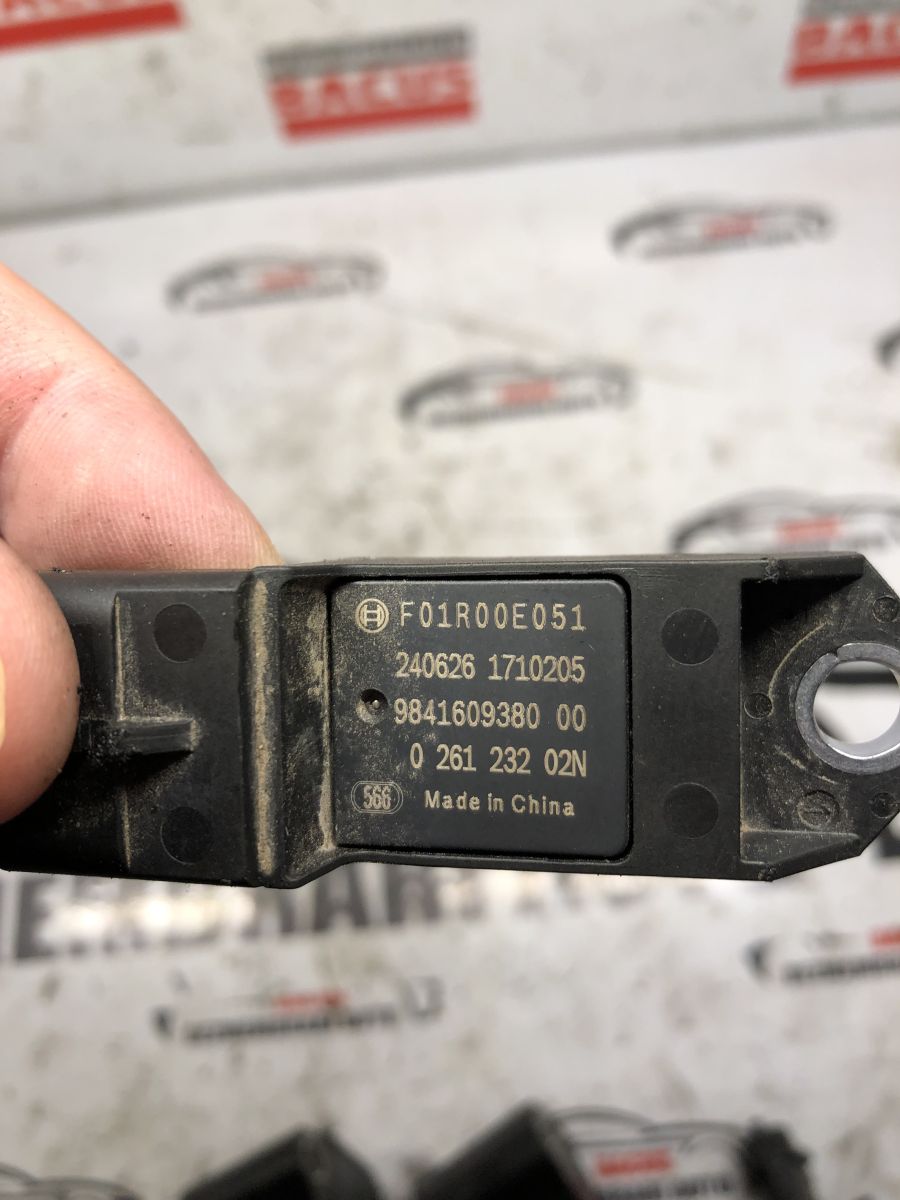 F01R00E051
240626 1710205
9841609380 00
0 261 232 02N
566 Made in China